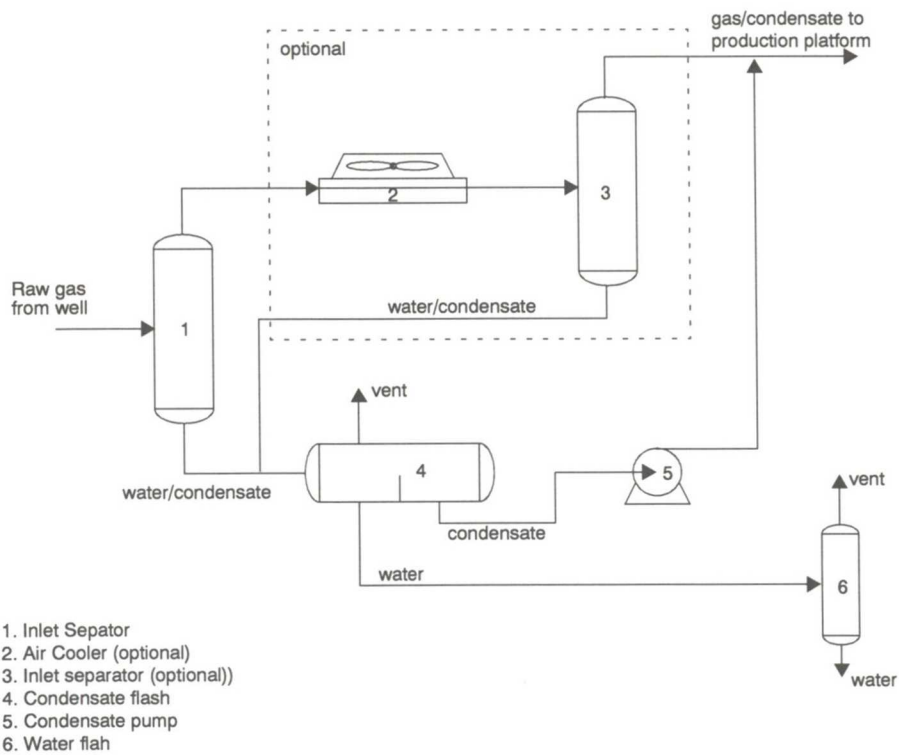 gas/condensate to
production platform
optional
2
3
Raw gas
from well
1
water/condensate
vent
4
5
water/condensate
vent
condensate
water
6
water
1. Inlet Sepator
2. Air Cooler (optional)
3. Inlet separator (optional))
4. Condensate flash
5. Condensate pump
6. Water flah